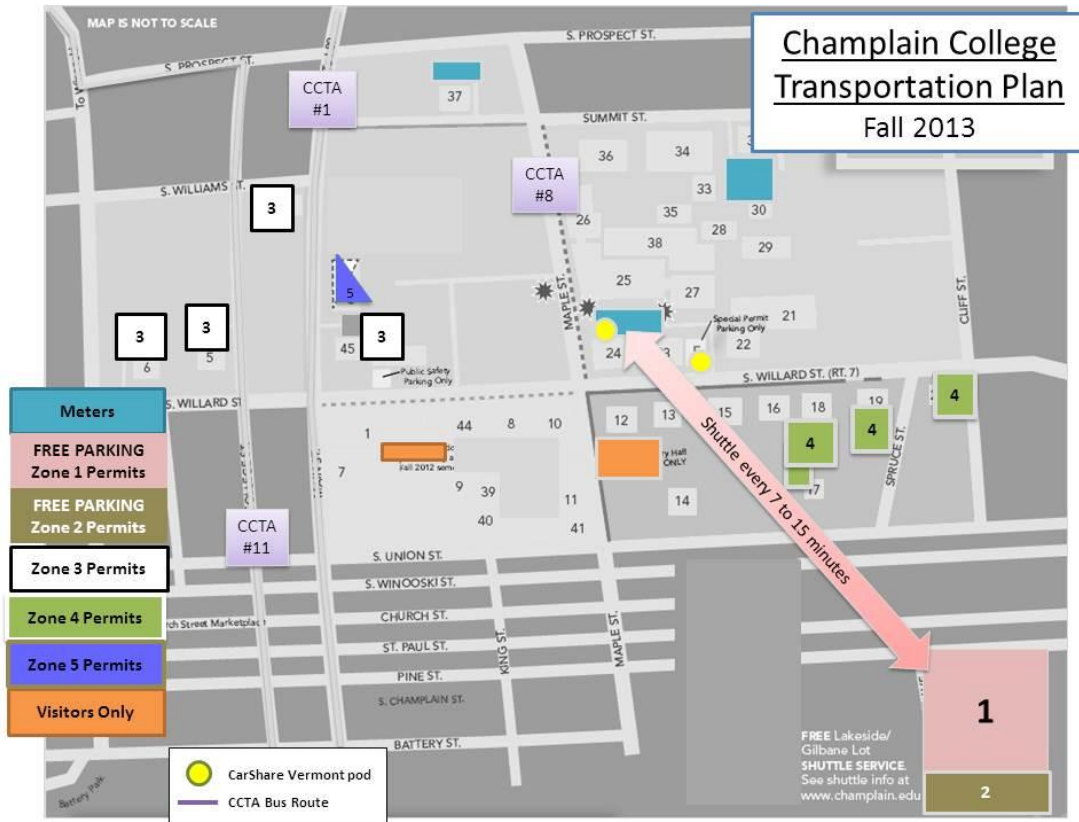 MAP IS NOT TO SCALE
Champlain College
Transportation Plan
Fall 2013
S. PROSPECT ST.
S. PROSPECT ST.
CCTA
#1
37
SUMMIT ST.
CCTA
#8
36
34
33
30
35
26
28
38
29
S. WILLIAMS ST.
3
25
27
MAPLE ST.
CLIFF ST.
5
3
3
3
6
5
45
Public Safety
Parking Only
Special Permit
Parking Only
21
22
24
S. WILLARD ST. (RT. 7)
S. WILLARD ST
Meters
FREE PARKING
Zone 1 Permits
FREE PARKING
Zone 2 Permits
Zone 3 Permits
Zone 4 Permits
Zone 5 Permits
Visitors Only
1
44
8
10
12
13
15
16
18
19
4
4
4
7
Fall 2012
9
39
40
11
41
14
17
SPRUCE ST.
Shuttle every 7 to 15 minutes
CCTA
#11
S. UNION ST.
S. WINOOSKI ST.
CHURCH ST.
ST. PAUL ST.
PINE ST.
S. CHAMPLAIN ST.
BATTERY ST.
KING ST.
MAPLE ST.
Street Marketplace
Battery Park
1
2
FREE Lakeside/
Gilbane Lot
SHUTTLE SERVICE.
See shuttle info at
www.champlain.edu
CarShare Vermont pod
CCTA Bus Route